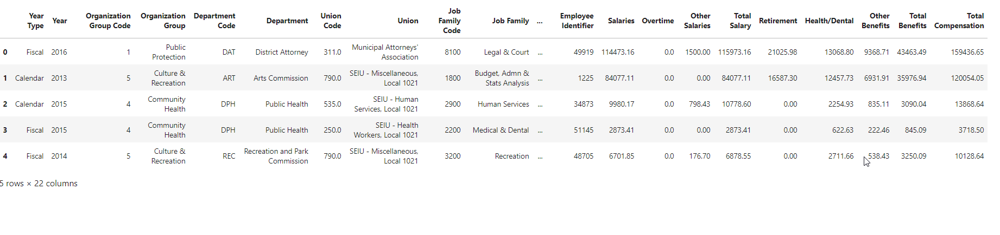 Year Type Year Organization Group Code Organization Group Department Code Department Union Code Union Job Family Code Job Family ... Employee Identifier Salaries Overtime Other Salaries Total Salary Retirement Health/Dental Other Benefits Total Benefits Total Compensation
0 Fiscal 2016 1 Public Protection DAT District Attorney 311.0 Municipal Attorneys' Association 8100 Legal & Court ... 49919 114473.16 0.0 1500.00 115973.16 21025.98 13068.80 9368.71 43463.49 159436.65
1 Calendar 2013 5 Culture & Recreation ART Arts Commission 790.0 SEIU - Miscellaneous, Local 1021 1800 Budget, Admn & Stats Analysis ... 1225 84077.11 0.0 0.00 84077.11 16587.30 12457.73 6931.91 35976.94 120054.05
2 Calendar 2015 4 Community Health DPH Public Health 535.0 SEIU - Human Services, Local 1021 2900 Human Services ... 34873 9980.17 0.0 798.43 10778.60 0.00 2254.93 835.11 3090.04 13868.64
3 Fiscal 2015 4 Community Health DPH Public Health 250.0 SEIU - Health Workers, Local 1021 2200 Medical & Dental ... 51145 2873.41 0.0 0.00 2873.41 0.00 622.63 222.46 845.09 3718.50
4 Fiscal 2014 5 Culture & Recreation REC Recreation and Park Commission 790.0 SEIU - Miscellaneous, Local 1021 3200 Recreation ... 48705 6701.85 0.0 176.70 6878.55 0.00 2711.66 538.43 3250.09 10128.64
5 rows × 22 columns